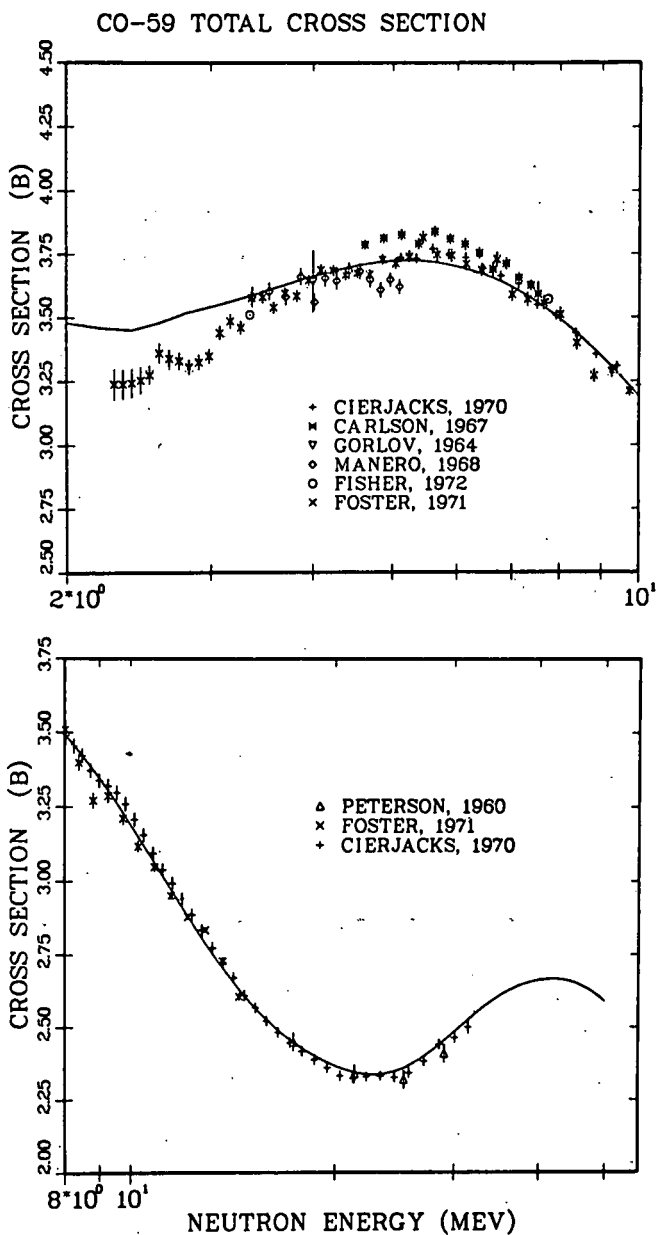 CO-59 TOTAL CROSS SECTION
CROSS SECTION (B)
4.50
4.25
4.00
3.75
3.50
3.25
3.00
2.75
2.50
CIERJACKS, 1970
CARLSON, 1967
GORLOV, 1964
MANERO, 1968
FISHER, 1972
FOSTER, 1971
2*10⁰
10¹
CROSS SECTION (B)
3.75
3.50
3.25
3.00
2.75
2.50
2.25
2.00
PETERSON, 1960
FOSTER, 1971
CIERJACKS, 1970
8*10⁰ 10¹
NEUTRON ENERGY (MEV)